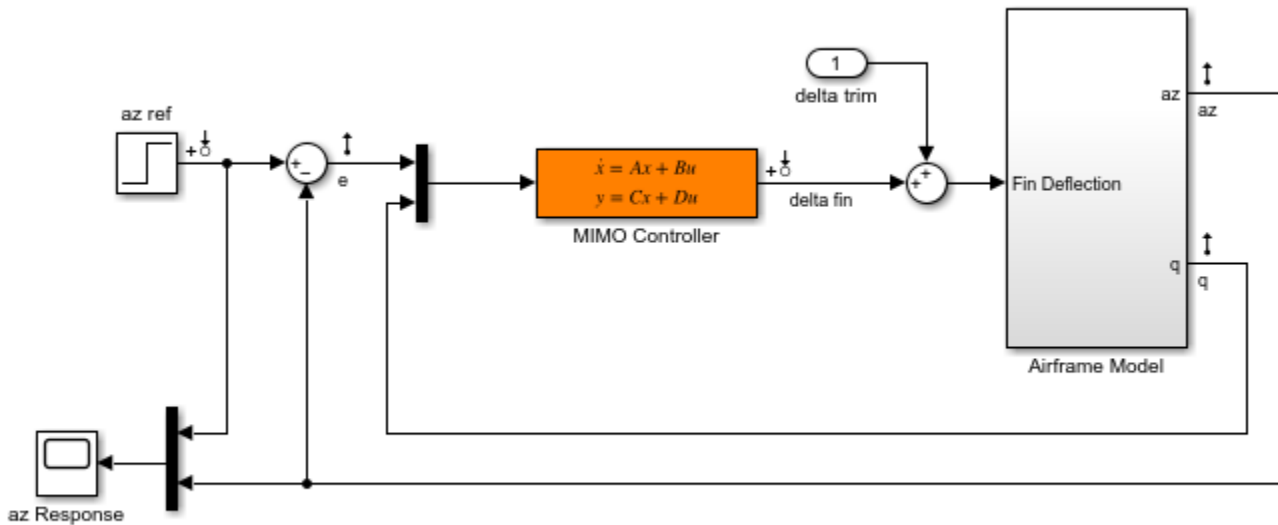 1
delta trim
az ref
az
az
+
+
−
e
ẋ = Ax + Bu
y = Cx + Du
MIMO Controller
+
delta fin
+
+
Fin Deflection
q
q
Airframe Model
az Response